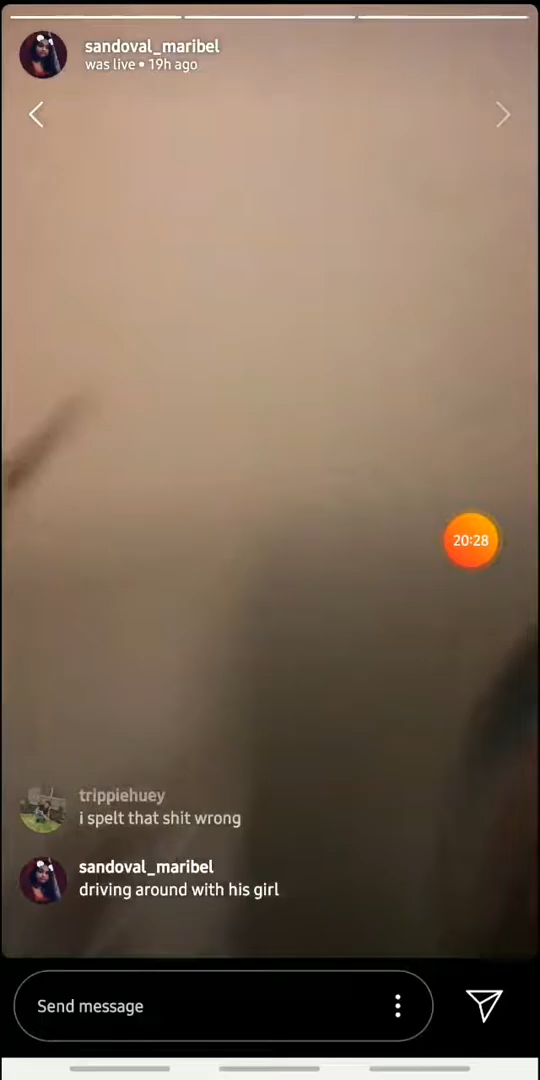 sandoval_maribel
was live • 19h ago
20:28
trippiehuey
i spelt that shit wrong
sandoval_maribel
driving around with his girl
Send message